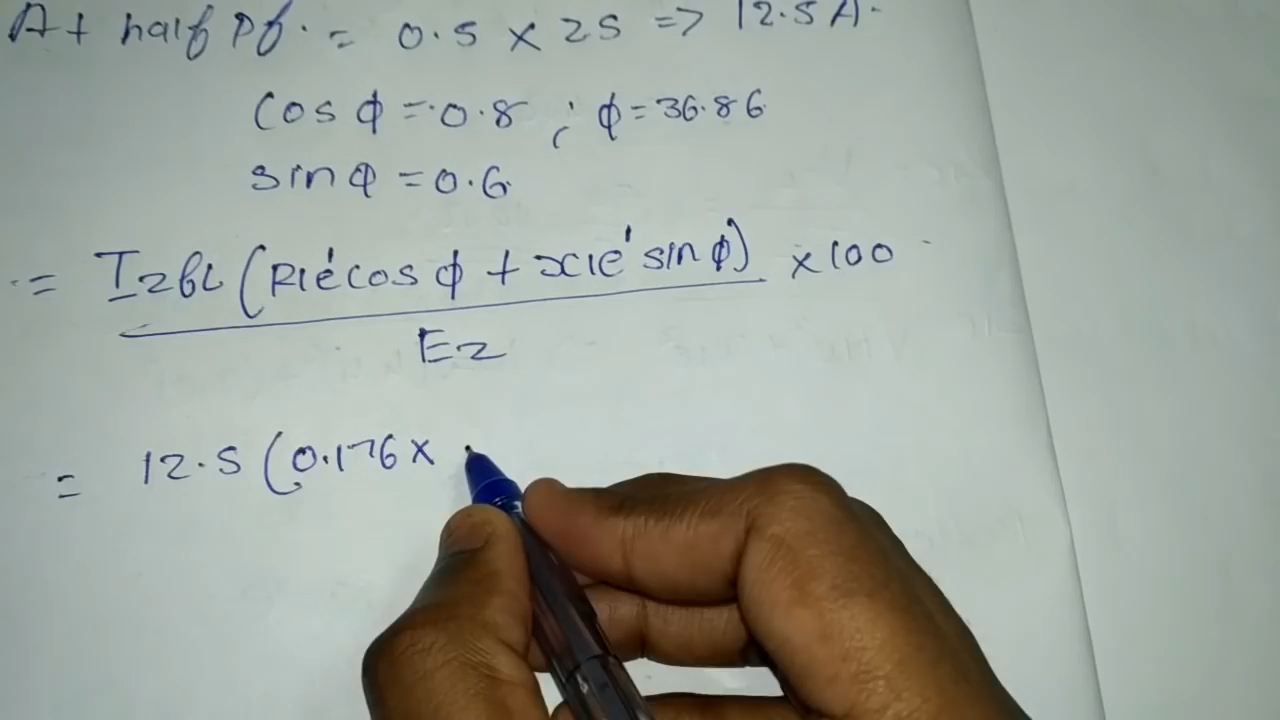 At half Pf. = 0.5 × 25 => 12.5 A.
Cos φ = 0.8 ; φ = 36.86
sin φ = 0.6
= I2fL (R1e' cos φ + x1e' sin φ) × 100
E2
= 12.5 (0.176 ×